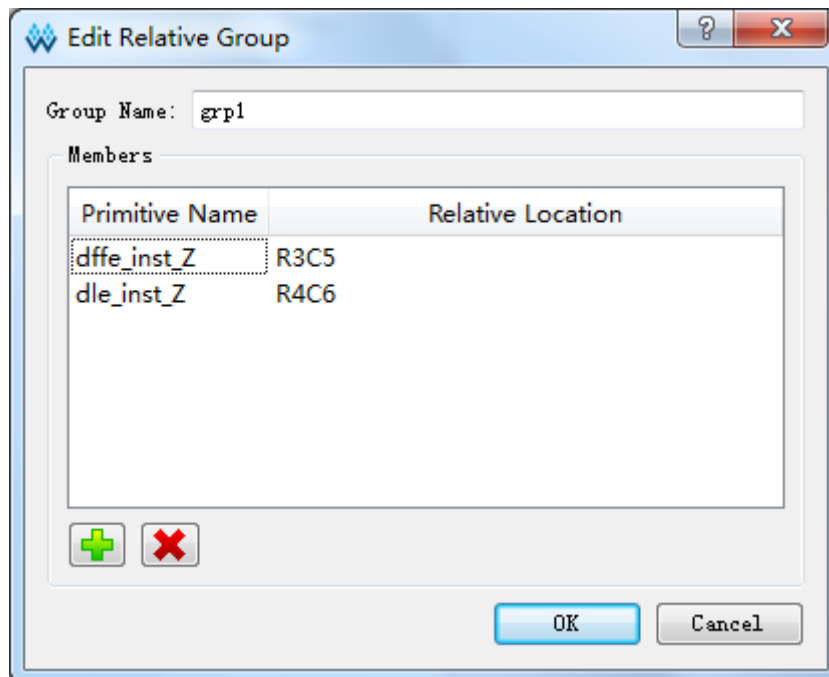 Edit Relative Group
?
Group Name: grp1
Members
Primitive Name Relative Location
dffe_inst_Z R3C5
dle_inst_Z R4C6
OK Cancel